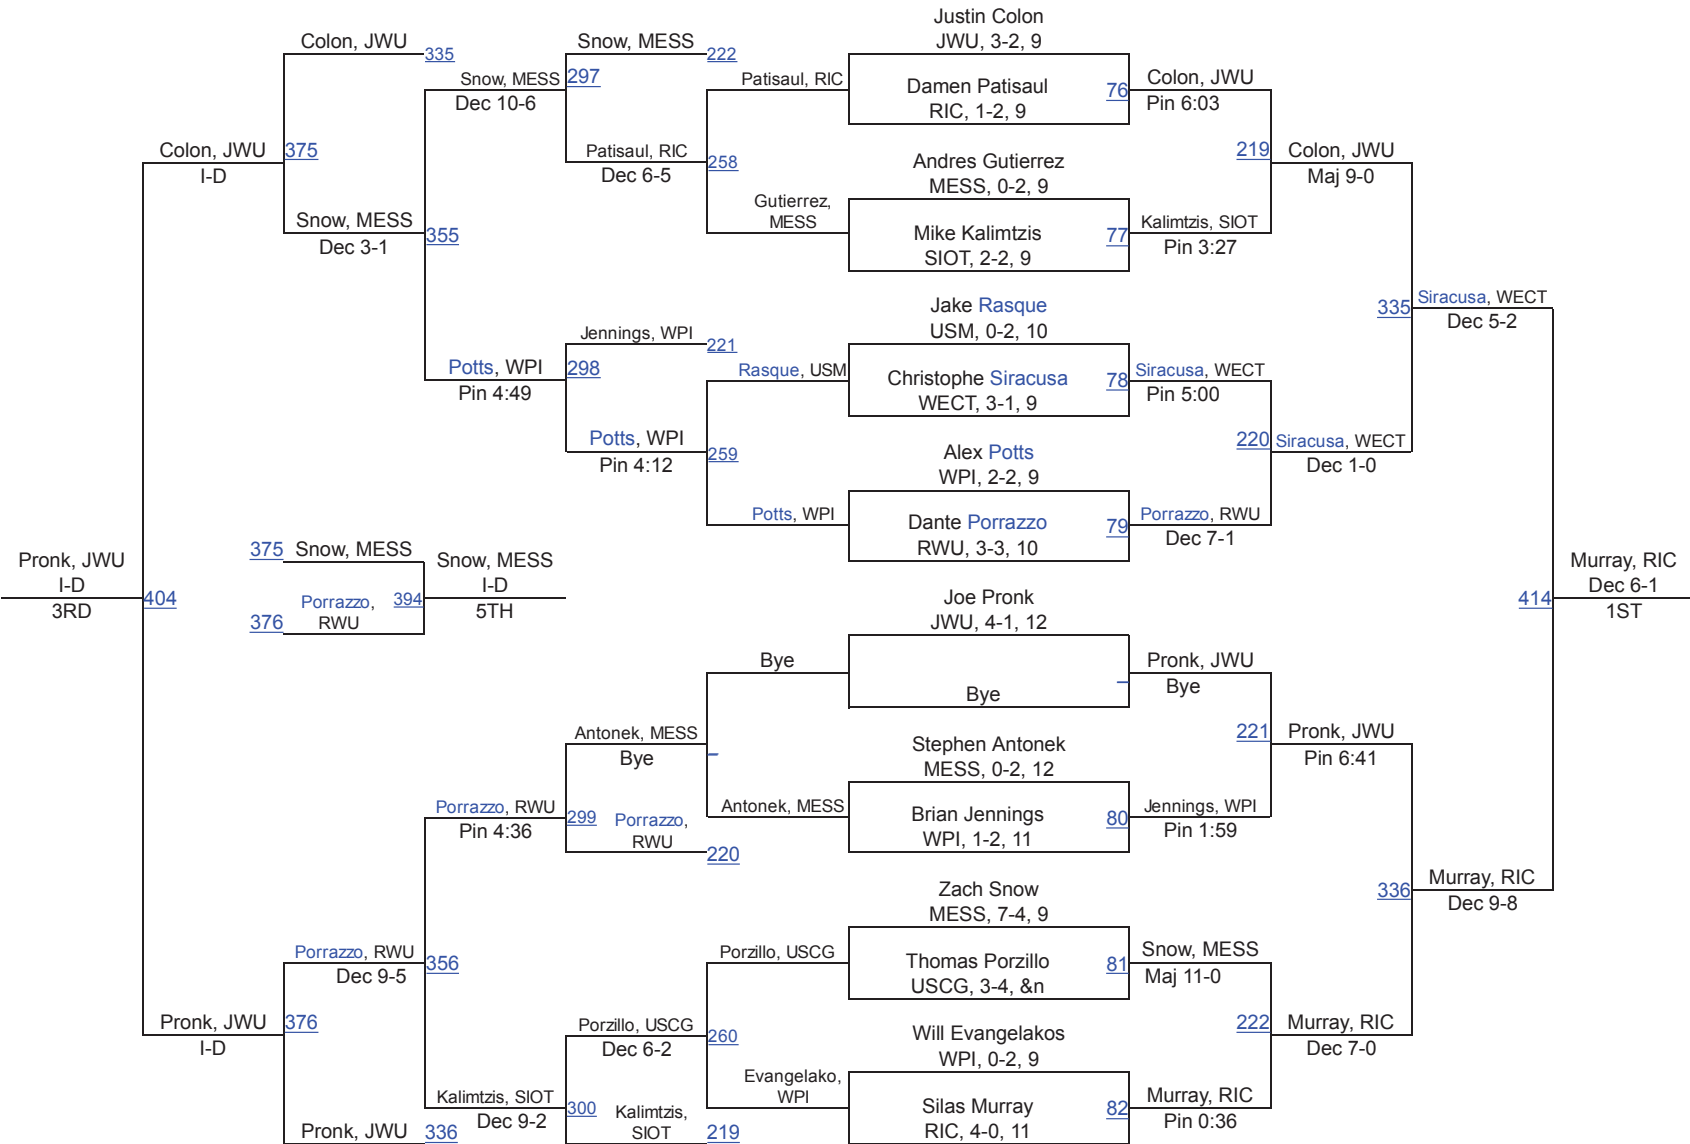 Justin Colon
JWU, 3-2, 9
Colon, JWU
335
Snow, MESS
222
Snow, MESS
297
Dec 10-6
Patisaul, RIC
Damen Patisaul
RIC, 1-2, 9
76
Colon, JWU
Pin 6:03
Colon, JWU
375
I-D
Patisaul, RIC
Dec 6-5
258
Andres Gutierrez
MESS, 0-2, 9
219
Colon, JWU
Maj 9-0
Snow, MESS
Dec 3-1
355
Gutierrez,
MESS
Mike Kalimtzis
SIOT, 2-2, 9
77
Kalimtzis, SIOT
Pin 3:27
Jake Rasque
USM, 0-2, 10
335
Siracusa, WECT
Dec 5-2
Jennings, WPI
221
Potts, WPI
298
Pin 4:49
Rasque, USM
Christophe Siracusa
WECT, 3-1, 9
78
Siracusa, WECT
Pin 5:00
Potts, WPI
Pin 4:12
259
Alex Potts
WPI, 2-2, 9
220
Siracusa, WECT
Dec 1-0
Potts, WPI
Dante Porrazzo
RWU, 3-3, 10
79
Porrazzo, RWU
Dec 7-1
Pronk, JWU
I-D
3RD
404
375
Snow, MESS
376
Porrazzo,
RWU
394
Snow, MESS
I-D
5TH
Joe Pronk
JWU, 4-1, 12
414
Murray, RIC
Dec 6-1
1ST
Bye
Bye
Pronk, JWU
Bye
Antonek, MESS
Bye
Stephen Antonek
MESS, 0-2, 12
221
Pronk, JWU
Pin 6:41
Porrazzo, RWU
Pin 4:36
299
Porrazzo,
RWU
220
Antonek, MESS
Brian Jennings
WPI, 1-2, 11
80
Jennings, WPI
Pin 1:59
Zach Snow
MESS, 7-4, 9
336
Murray, RIC
Dec 9-8
Porrazzo, RWU
Dec 9-5
356
Porzillo, USCG
Thomas Porzillo
USCG, 3-4, &n
81
Snow, MESS
Maj 11-0
Pronk, JWU
I-D
376
Porzillo, USCG
Dec 6-2
260
Will Evangelakos
WPI, 0-2, 9
222
Murray, RIC
Dec 7-0
Kalimtzis, SIOT
Dec 9-2
300
Evangelako,
WPI
Silas Murray
RIC, 4-0, 11
82
Murray, RIC
Pin 0:36
Pronk, JWU
336
Kalimtzis,
SIOT
219